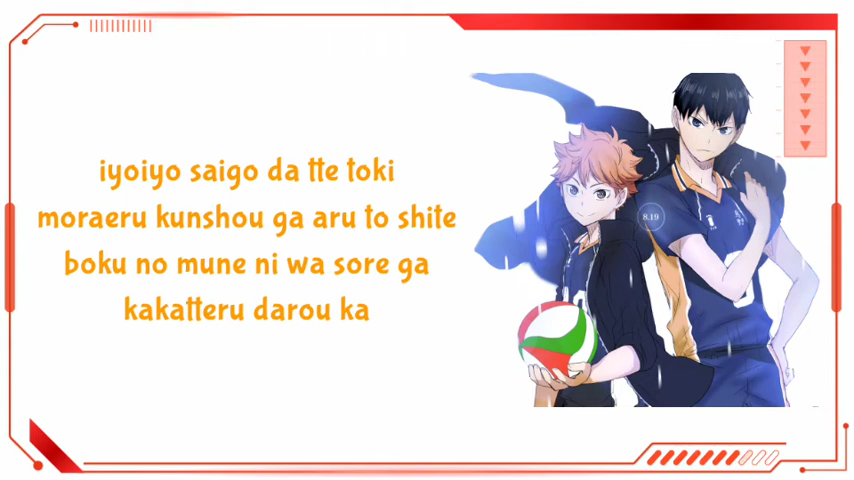 iyoiyo saigo da tte toki
moraeru kunshou ga aru to shite
boku no mune ni wa sore ga
kakatteru darou ka
8.19